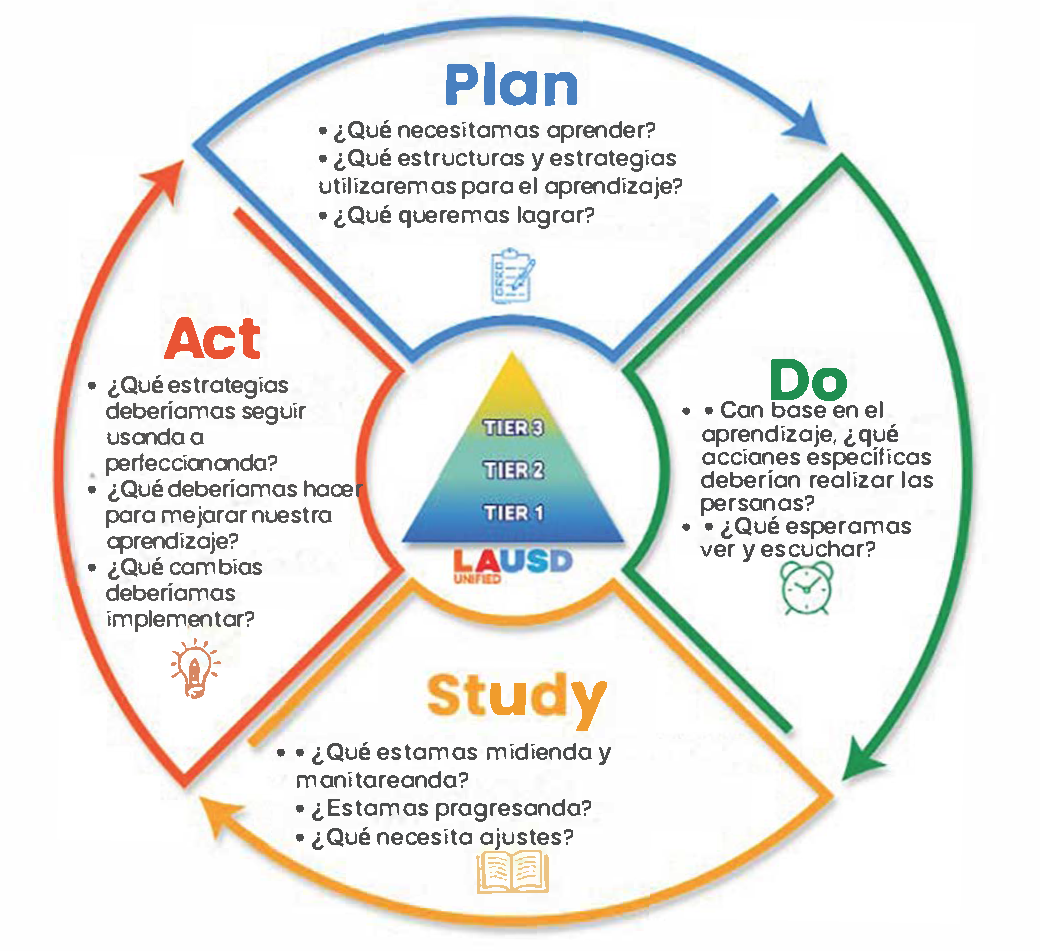 Plan
• ¿Qué necesitamas aprender?
• ¿Qué estructuras y estrategias
utilizaremas para el aprendizaje?
• ¿Qué queremas lagrar?
Do
• • Can base en el
aprendizaje, ¿qué
acciones específicas
deberían realizar las
persanas?
• • ¿Qué esperamas
ver y escuchar?
Study
• • ¿Qué estamas midienda y
manitareanda?
• ¿Estamas pragresanda?
• ¿Qué necesita ajustes?
Act
• ¿Qué estrategias
deberíamas seguir
usanda a
perfecciananda?
• ¿Qué deberíamas hacer
para mejarar nuestra
aprendizaje?
• ¿Qué cambias
deberíamas
implementar?
TIER 3
TIER 2
TIER 1
LAUSD
UNIFIED